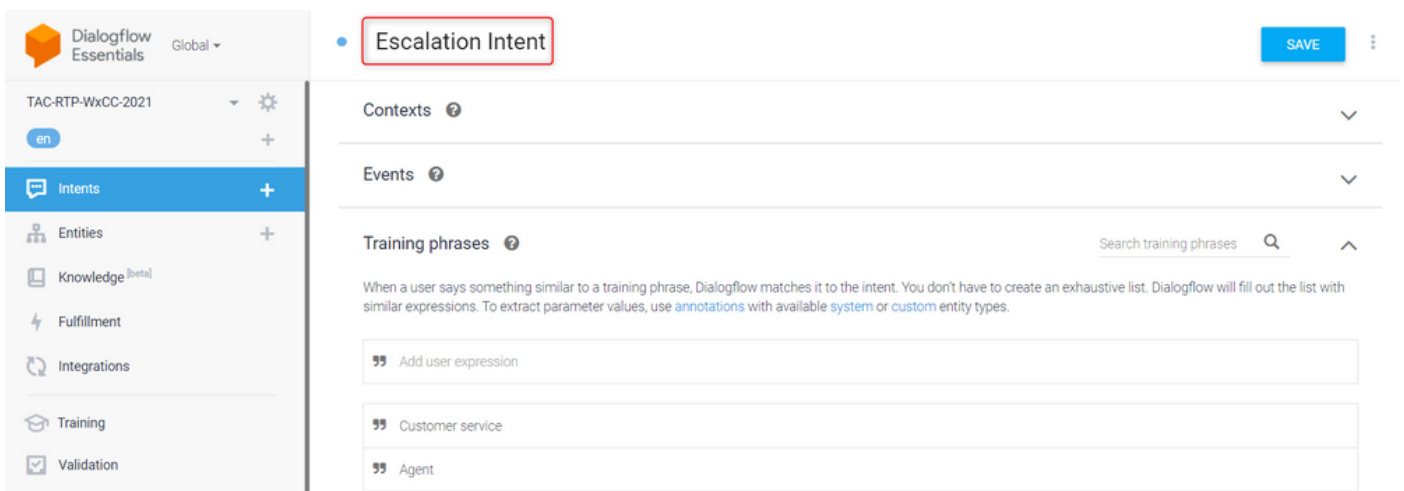 Dialogflow
Essentials
Global
Escalation Intent
SAVE
TAC-RTP-WxCC-2021
en
Intents
Entities
Knowledge [beta]
Fulfillment
Integrations
Training
Validation
Contexts
Events
Training phrases
Search training phrases
When a user says something similar to a training phrase, Dialogflow matches it to the intent. You don't have to create an exhaustive list. Dialogflow will fill out the list with
similar expressions. To extract parameter values, use annotations with available system or custom entity types.
Add user expression
Customer service
Agent